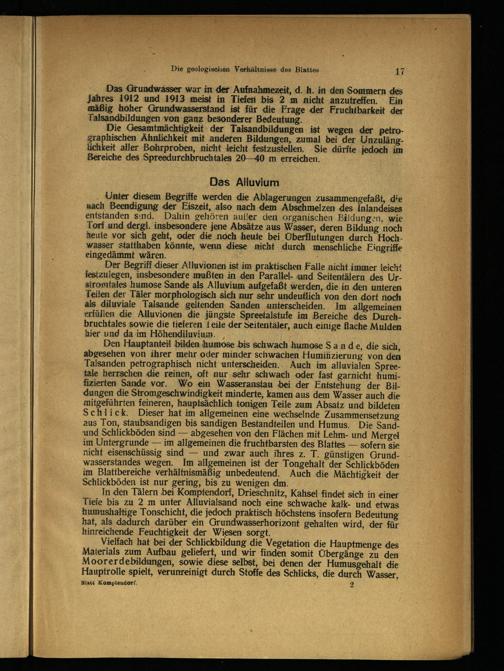 Die geologischen Verhältnisse des Blattes 17
Das Grundwasser war in der Aufnahmezeit, d. h. in den Sommern des
Jahres 1912 und 1913 meist in Tiefen bis 2 m nicht anzutreffen. Ein
mäßig hoher Grundwasserstand ist für die Frage der Fruchtbarkeit der
Talsandbildungen von ganz besonderer Bedeutung.
Die Gesamtmächtigkeit der Talsandbildungen ist wegen der petro-
graphischen Ähnlichkeit mit anderen Bildungen, zumal bei der Unzuläng-
lichkeit aller Bohrproben, nicht leicht festzustellen. Sie dürfte jedoch im
Bereiche des Spreedurchbruchtales 20—40 m erreichen.
Das Alluvium
Unter diesem Begriffe werden die Ablagerungen zusammengefaßt, die
nach Beendigung der Eiszeit, also nach dem Abschmelzen des Inlandeises
entstanden sind. Dahin gehören außer den organischen Bildungen, wie
Torf und dergl. insbesondere jene Absätze aus Wasser, deren Bildung noch
heute vor sich geht, oder die noch heute bei Überflutungen durch Hoch-
wasser statthaben könnte, wenn diese nicht durch menschliche Eingriffe
eingedämmt wären.
Der Begriff dieser Alluvionen ist im praktischen Falle nicht immer leicht
festzulegen, insbesondere mußten in den Parallel- und Seitentälern des Ur-
stromtales humose Sande als Alluvium aufgefaßt werden, die in den unteren
Teilen der Täler morphologisch sich nur sehr undeutlich von den dort noch
als diluviale Talsande geltenden Sanden unterscheiden. Im allgemeinen
erfüllen die Alluvionen die jüngste Spreetalstufe im Bereiche des Durch-
bruchtales sowie die tieferen Teile der Seitentäler, auch einige flache Mulden
hier und da im Höhendiluvium.
Den Hauptanteil bilden humose bis schwach humose Sande, die sich,
abgesehen von ihrer mehr oder minder schwachen Humifizierung von den
Talsanden petrographisch nicht unterscheiden. Auch im alluvialen Spree-
tale herrschen die reinen, oft nur sehr schwach oder fast garnicht humi-
fizierten Sande vor. Wo ein Wasseranstau bei der Entstehung der Bil-
dungen die Stromgeschwindigkeit minderte, kamen aus dem Wasser auch die
mitgeführten feineren, hauptsächlich tonigen Teile zum Absatz und bildeten
Schlick. Dieser hat im allgemeinen eine wechselnde Zusammensetzung
aus Ton, staubsandigen bis sandigen Bestandteilen und Humus. Die Sand-
und Schlickböden sind — abgesehen von den Flächen mit Lehm- und Mergel
im Untergrunde — im allgemeinen die fruchtbarsten des Blattes — sofern sie
nicht eisenschüssig sind — und zwar auch ihres z. T. günstigen Grund-
wasserstandes wegen. Im allgemeinen ist der Tongehalt der Schlickböden
im Blattbereiche verhältnismäßig unbedeutend. Auch die Mächtigkeit der
Schlickböden ist nur gering, bis zu wenigen dm.
In den Tälern bei Komptendorf, Drieschnitz, Kahsel findet sich in einer
Tiefe bis zu 2 m unter Alluvialsand noch eine schwache kalk- und etwas
humushaltige Tonschicht, die jedoch praktisch höchstens insofern Bedeutung
hat, als dadurch darüber ein Grundwasserhorizont gehalten wird, der für
hinreichende Feuchtigkeit der Wiesen sorgt.
Vielfach hat bei der Schlickbildung die Vegetation die Hauptmenge des
Materials zum Aufbau geliefert, und wir finden somit Übergänge zu den
Moorerdebildungen, sowie diese selbst, bei denen der Humusgehalt die
Hauptrolle spielt, verunreinigt durch Stoffe des Schlicks, die durch Wasser,
Blatt Komptendorf. 2